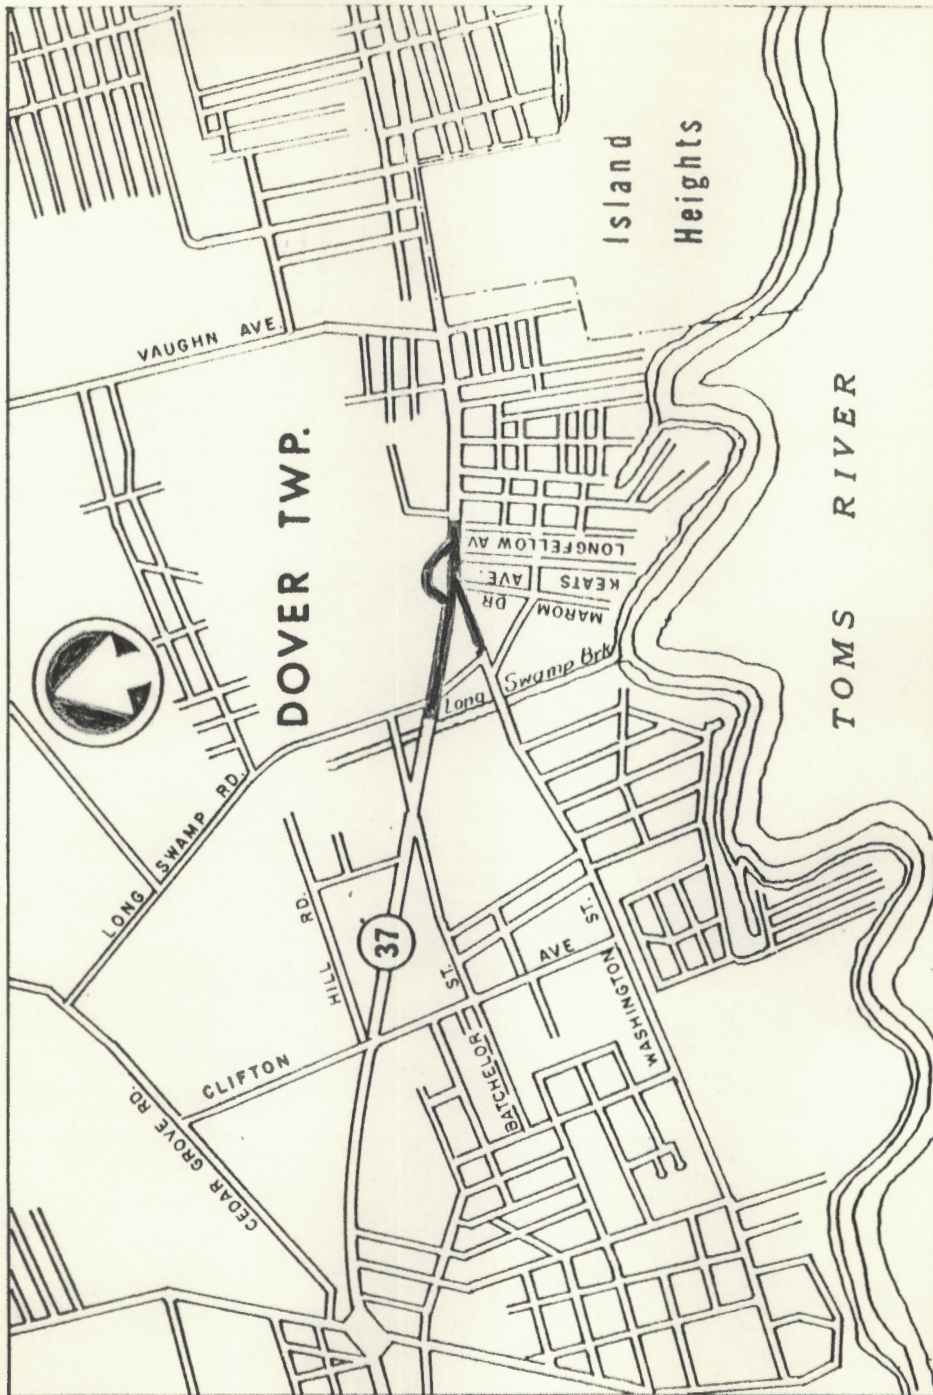 Island
Heights
VAUGHN AVE.
DOVER TWP.
TOMS RIVER
LONGFELLOW AV
KEATS
AVE.
MAROM
DR
Long Swamp Brk
LONG SWAMP RD.
HILL RD.
37
ST.
AVE
ST.
WASHINGTON
BATCHELOR
CLIFTON
CEDAR GROVE RD.